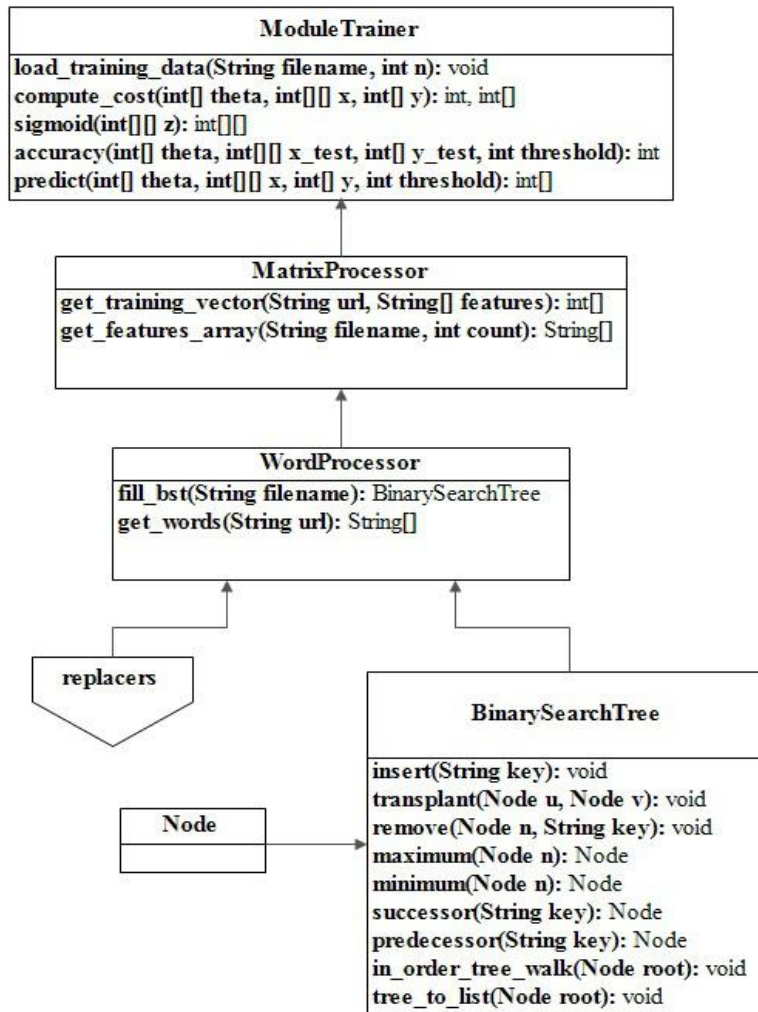 ModuleTrainer
load_training_data(String filename, int n): void
compute_cost(int[] theta, int[][] x, int[] y): int, int[]
sigmoid(int[][] z): int[][]
accuracy(int[] theta, int[][] x_test, int[] y_test, int threshold): int
predict(int[] theta, int[][] x, int[] y, int threshold): int[]
MatrixProcessor
get_training_vector(String url, String[] features): int[]
get_features_array(String filename, int count): String[]
WordProcessor
fill_bst(String filename): BinarySearchTree
get_words(String url): String[]
replacers
BinarySearchTree
insert(String key): void
transplant(Node u, Node v): void
remove(Node n, String key): void
maximum(Node n): Node
minimum(Node n): Node
successor(String key): Node
predecessor(String key): Node
in_order_tree_walk(Node root): void
tree_to_list(Node root): void
Node